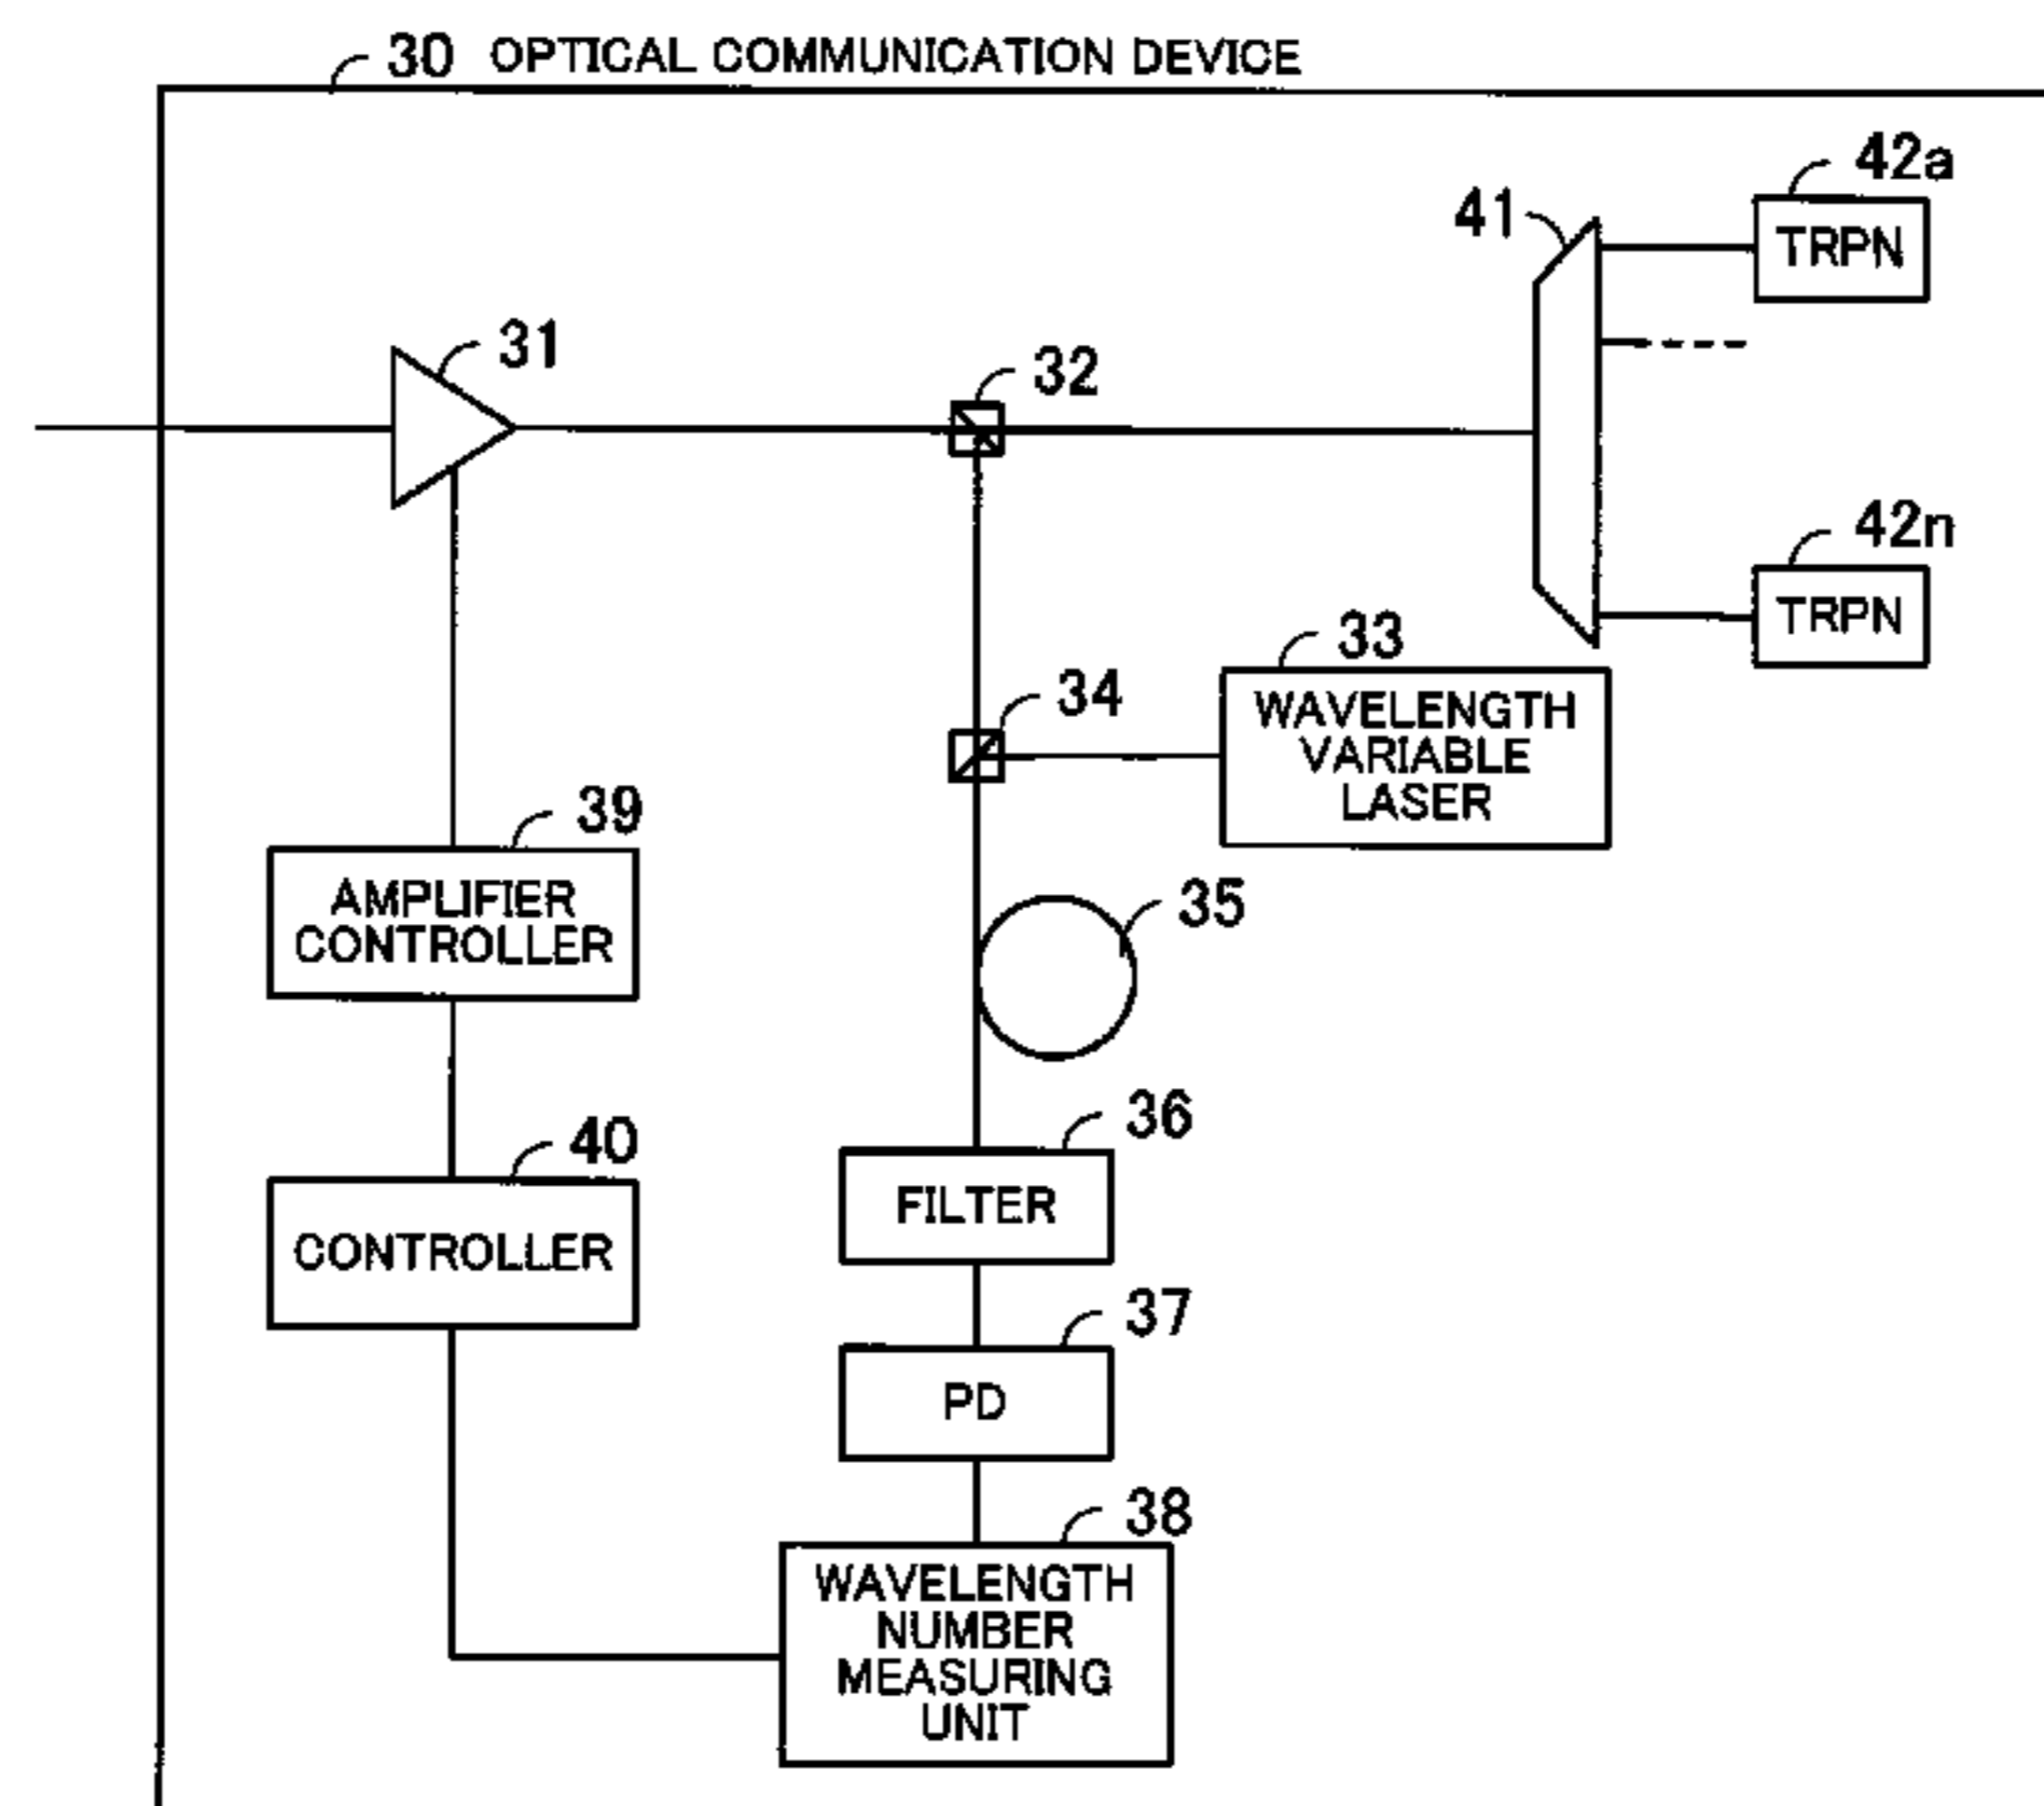 30 OPTICAL COMMUNICATION DEVICE
42a
TRPN
41
31
32
42n
TRPN
33
WAVELENGTH
VARIABLE
LASER
34
39
AMPLIFIER
CONTROLLER
35
36
FILTER
40
CONTROLLER
37
PD
38
WAVELENGTH
NUMBER
MEASURING
UNIT